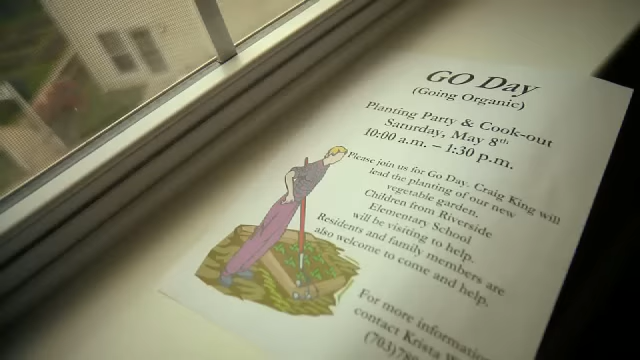 GO Day
(Going Organic)
Planting Party & Cook-out
Saturday, May 8th
10:00 a.m. – 1:30 p.m.
Please join us for Go Day. Craig King will
lead the planting of our new
vegetable garden.
Children from Riverside
Elementary School
will be visiting to help.
Residents and family members are
also welcome to come and help.
For more information
contact Krista
(703)78